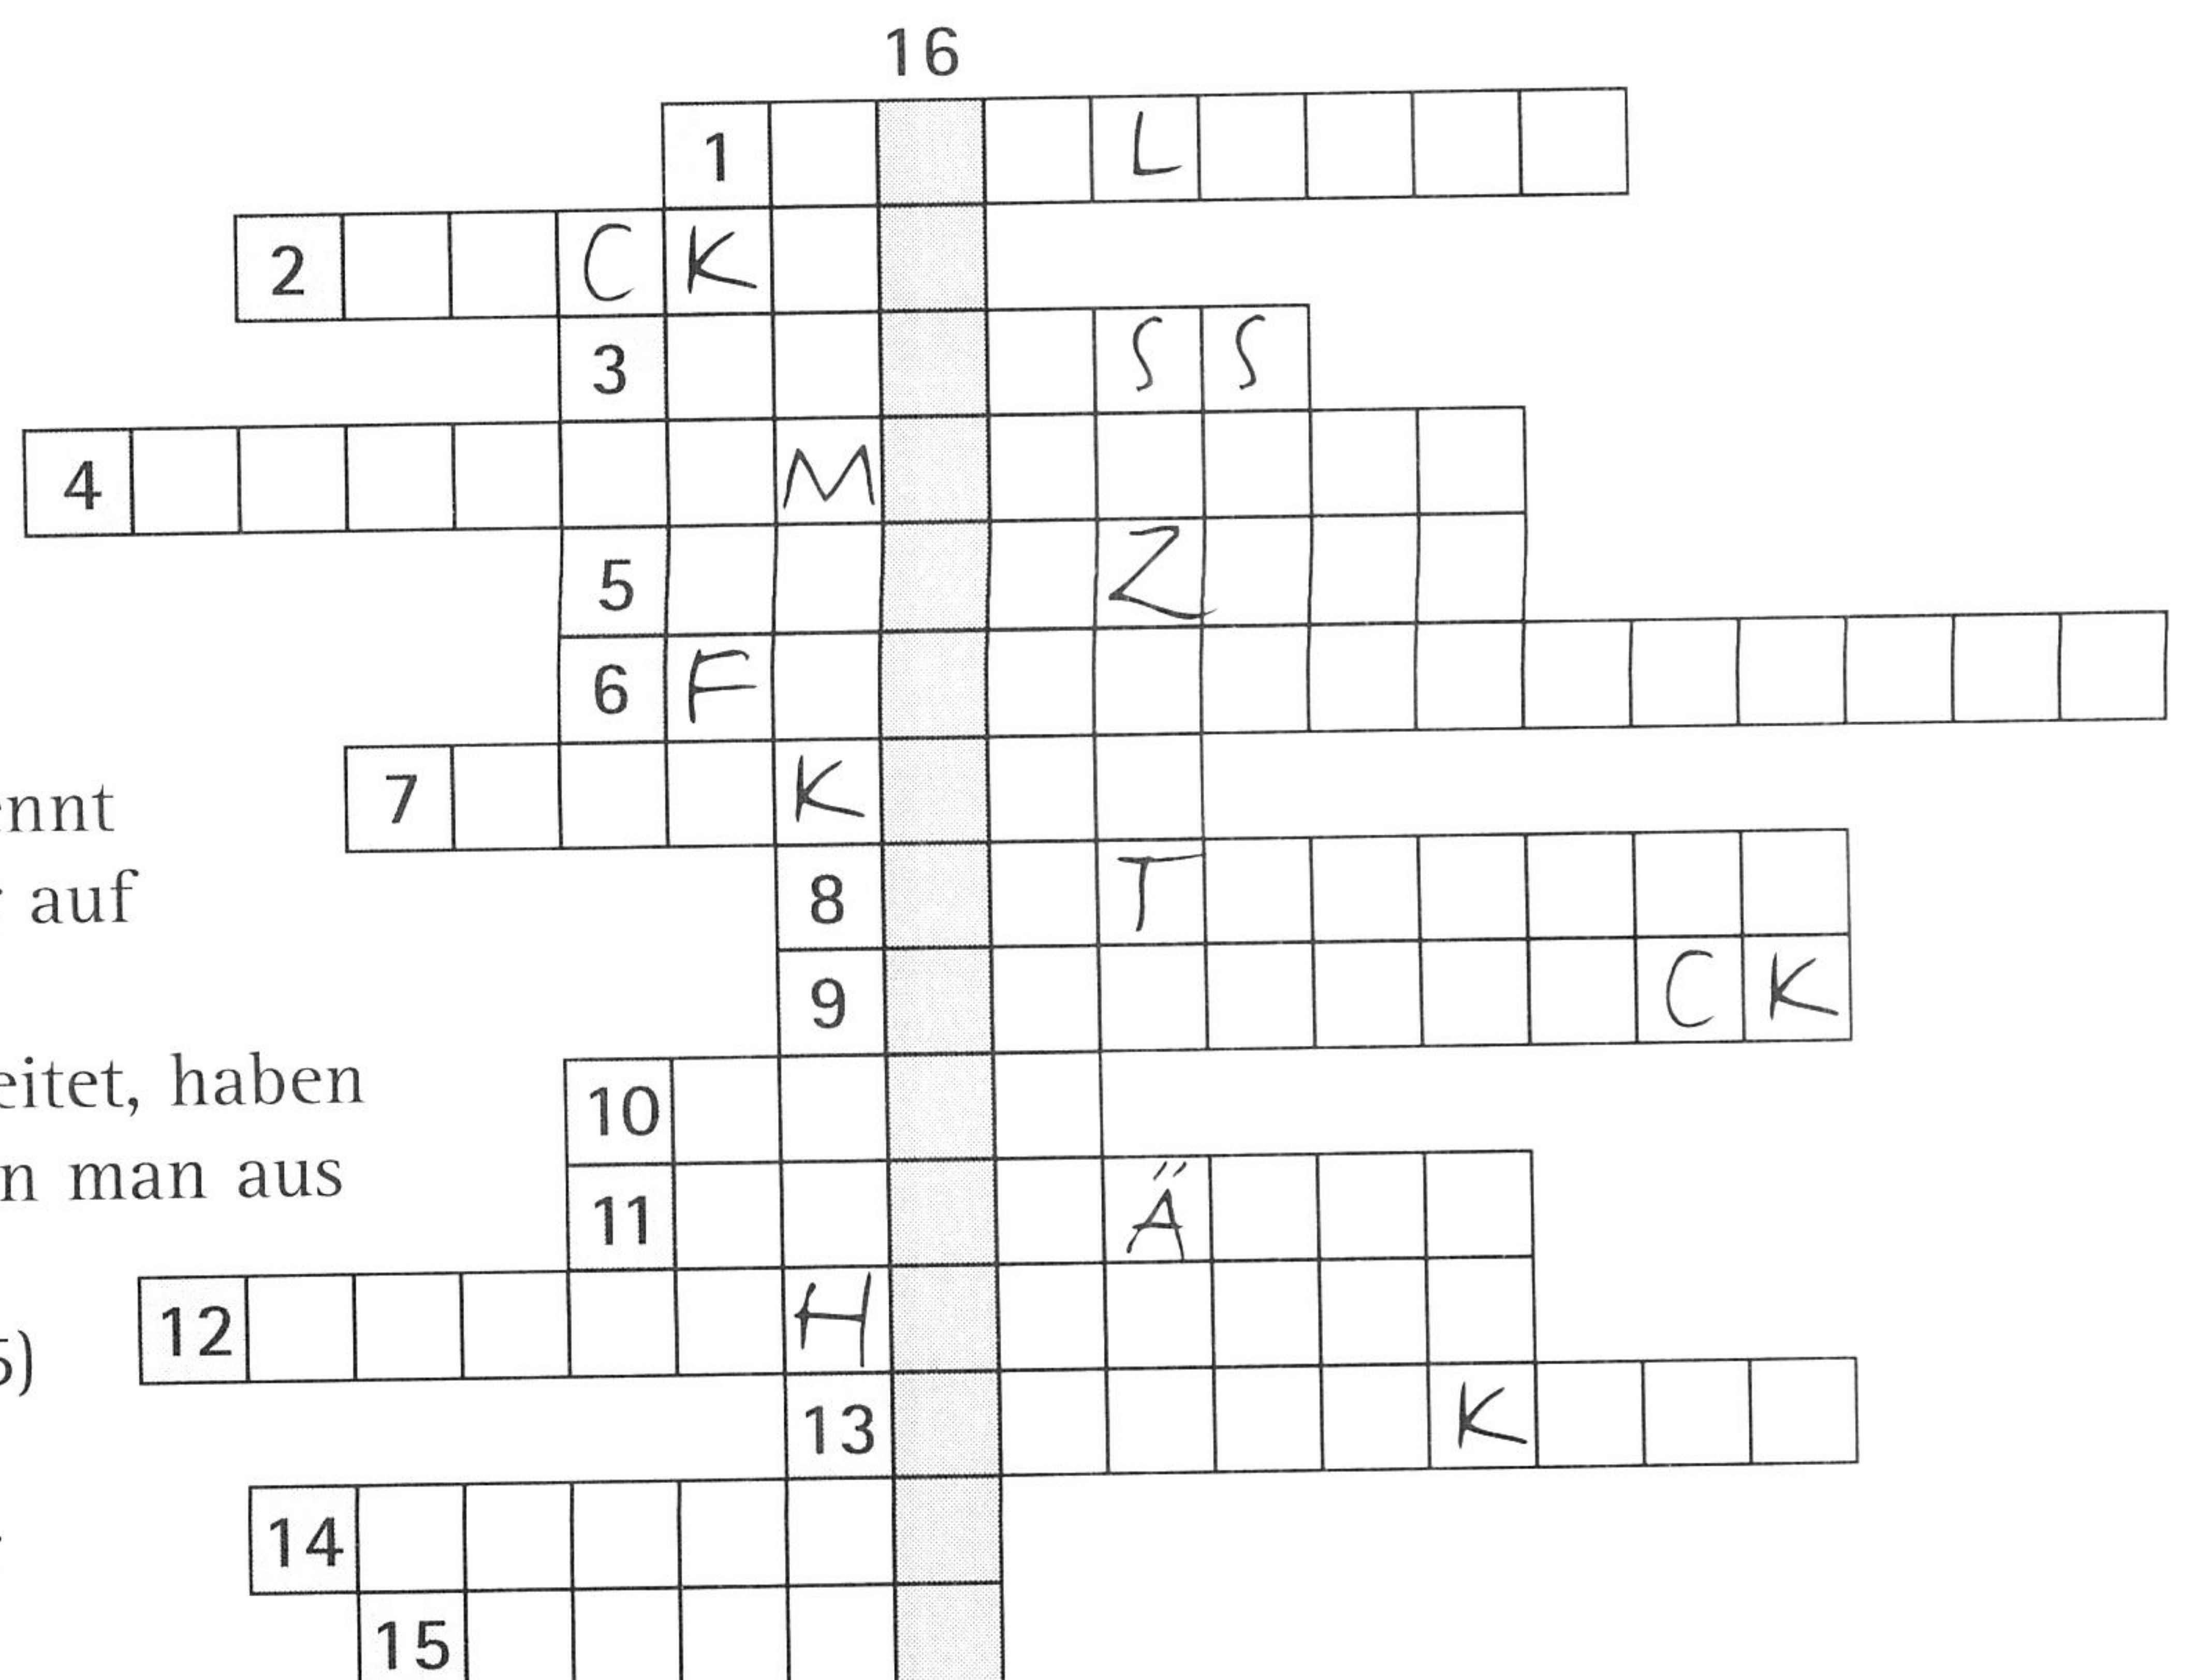 16
1 L
2 C K
3 S S
4 M
5 Z
6 F
7 K
auf
8 T
9 C K
eitet, haben
10
man aus
11 Ä
12 H
5)
13 K
14
15